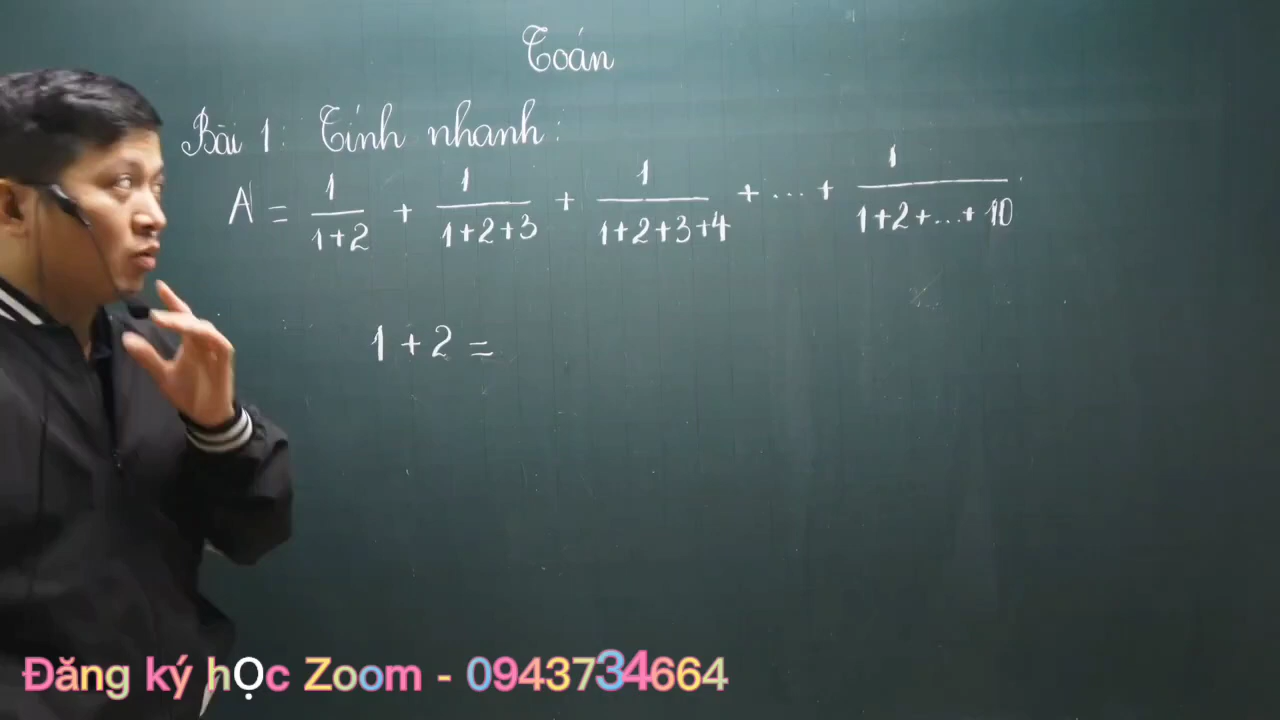 Toán
Bài 1: Tính nhanh:
A = 1/(1+2) + 1/(1+2+3) + 1/(1+2+3+4) + ... + 1/(1+2+...+10)
1 + 2 =
Đăng ký học Zoom - 0943734664